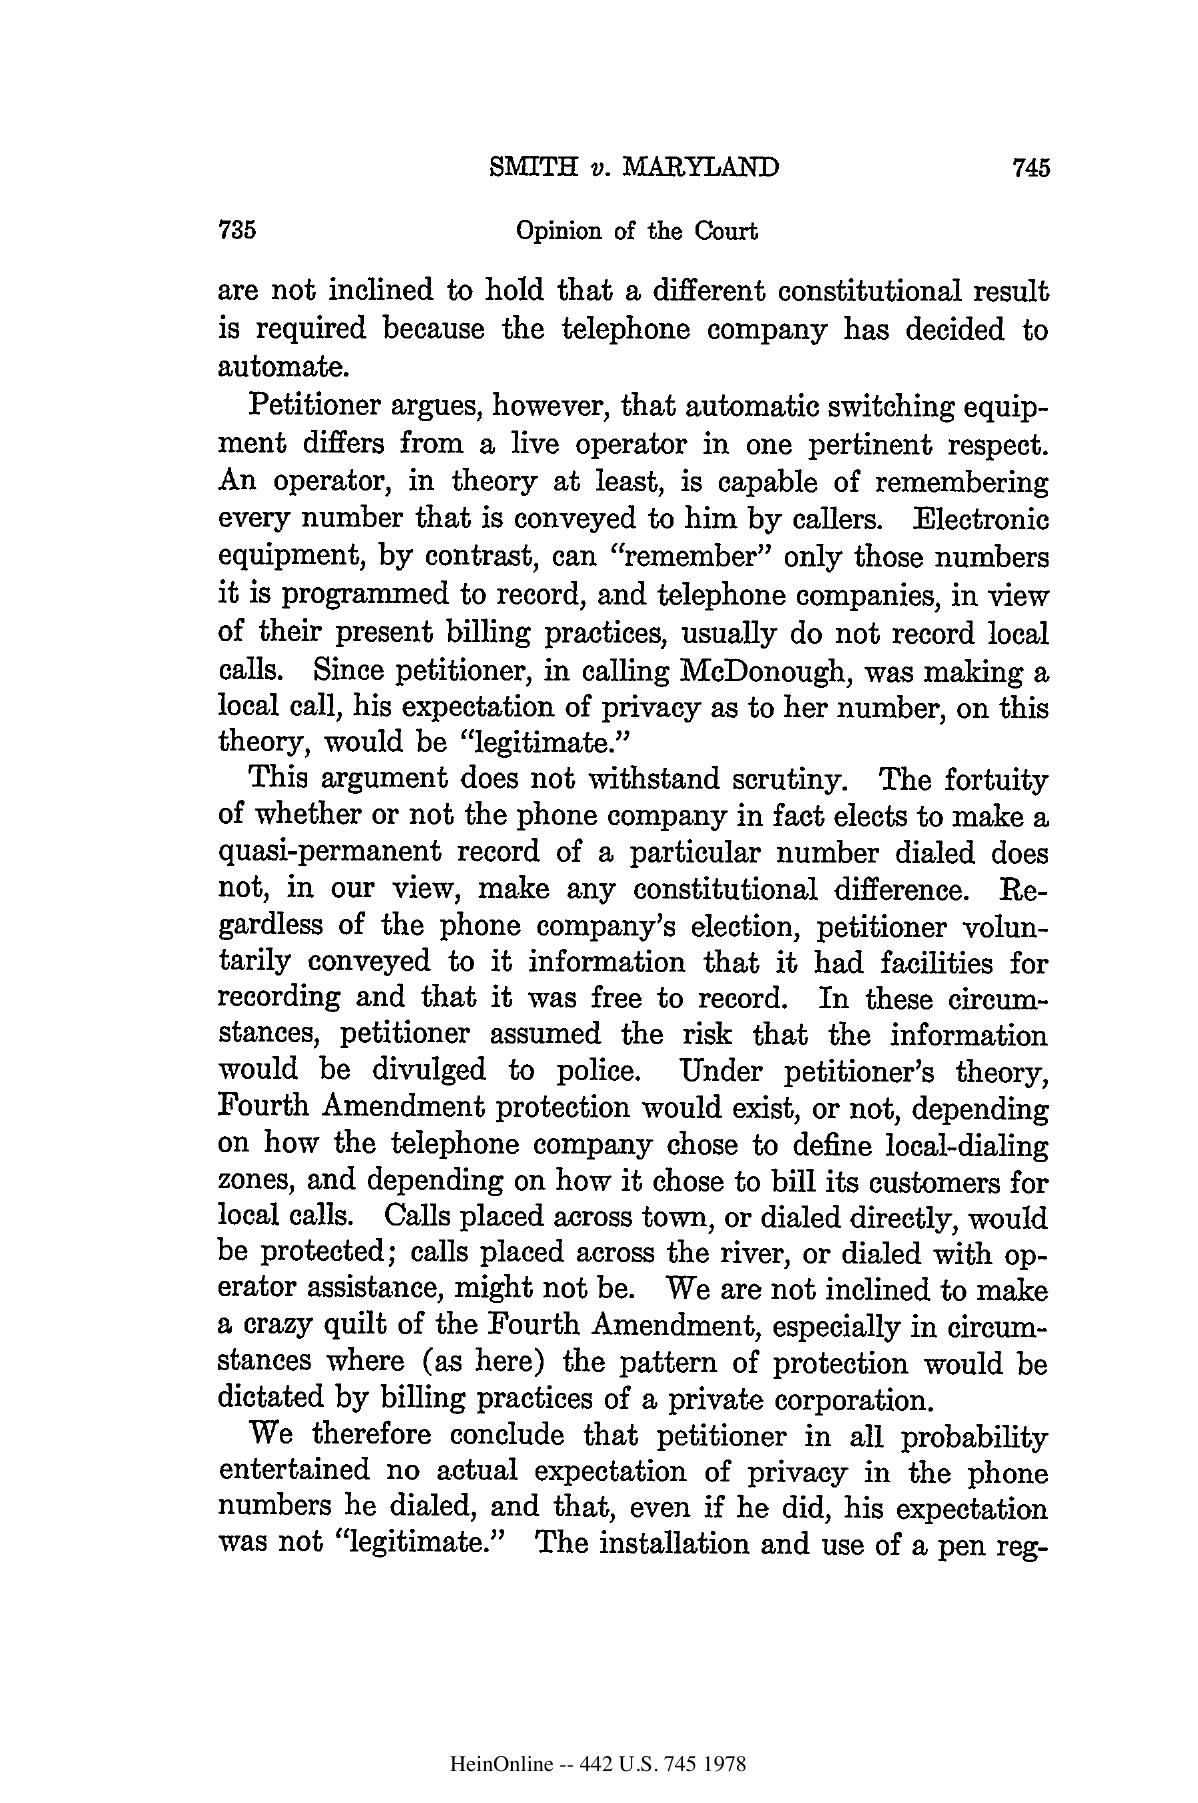 SMITH v. MARYLAND 745
735 Opinion of the Court
are not inclined to hold that a different constitutional result
is required because the telephone company has decided to
automate.
Petitioner argues, however, that automatic switching equip-
ment differs from a live operator in one pertinent respect.
An operator, in theory at least, is capable of remembering
every number that is conveyed to him by callers. Electronic
equipment, by contrast, can “remember” only those numbers
it is programmed to record, and telephone companies, in view
of their present billing practices, usually do not record local
calls. Since petitioner, in calling McDonough, was making a
local call, his expectation of privacy as to her number, on this
theory, would be “legitimate.”
This argument does not withstand scrutiny. The fortuity
of whether or not the phone company in fact elects to make a
quasi-permanent record of a particular number dialed does
not, in our view, make any constitutional difference. Re-
gardless of the phone company’s election, petitioner volun-
tarily conveyed to it information that it had facilities for
recording and that it was free to record. In these circum-
stances, petitioner assumed the risk that the information
would be divulged to police. Under petitioner’s theory,
Fourth Amendment protection would exist, or not, depending
on how the telephone company chose to define local-dialing
zones, and depending on how it chose to bill its customers for
local calls. Calls placed across town, or dialed directly, would
be protected; calls placed across the river, or dialed with op-
erator assistance, might not be. We are not inclined to make
a crazy quilt of the Fourth Amendment, especially in circum-
stances where (as here) the pattern of protection would be
dictated by billing practices of a private corporation.
We therefore conclude that petitioner in all probability
entertained no actual expectation of privacy in the phone
numbers he dialed, and that, even if he did, his expectation
was not “legitimate.” The installation and use of a pen reg-
HeinOnline -- 442 U.S. 745 1978